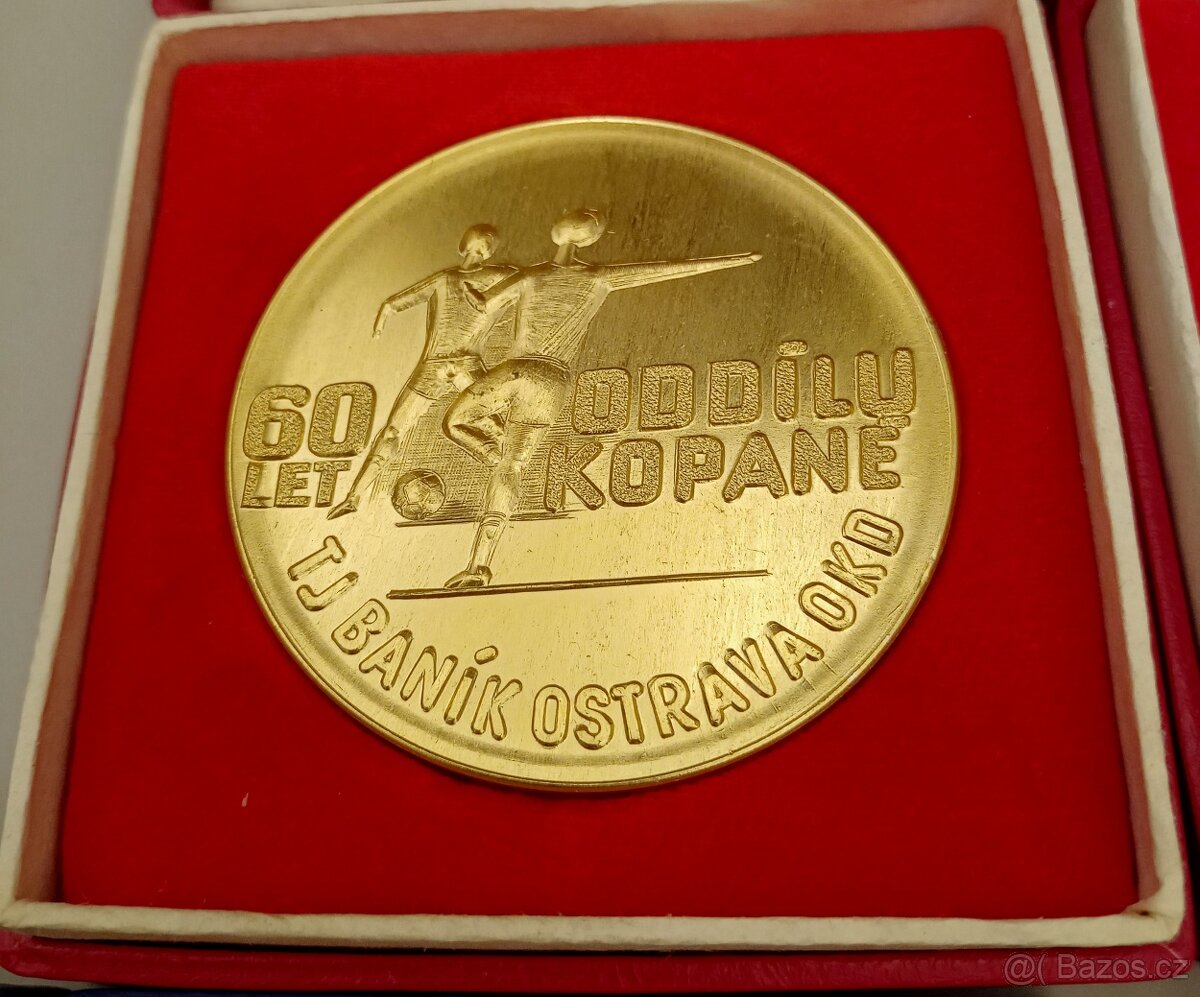 60
LET
ODDÍLU
KOPANÉ
TJ BANÍK OSTRAVA OKD
@( Bazos.cz